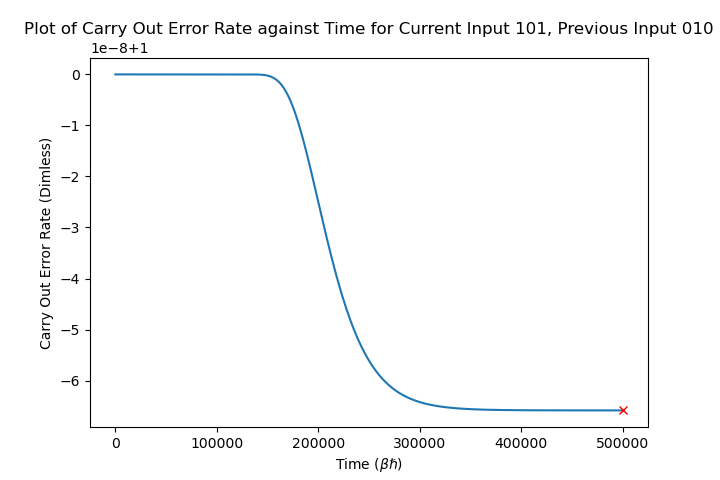 Plot of Carry Out Error Rate against Time for Current Input 101, Previous Input 010
1e−8+1
0
−1
−2
−3
−4
−5
−6
Carry Out Error Rate (Dimless)
0 100000 200000 300000 400000 500000
Time (βℏ)